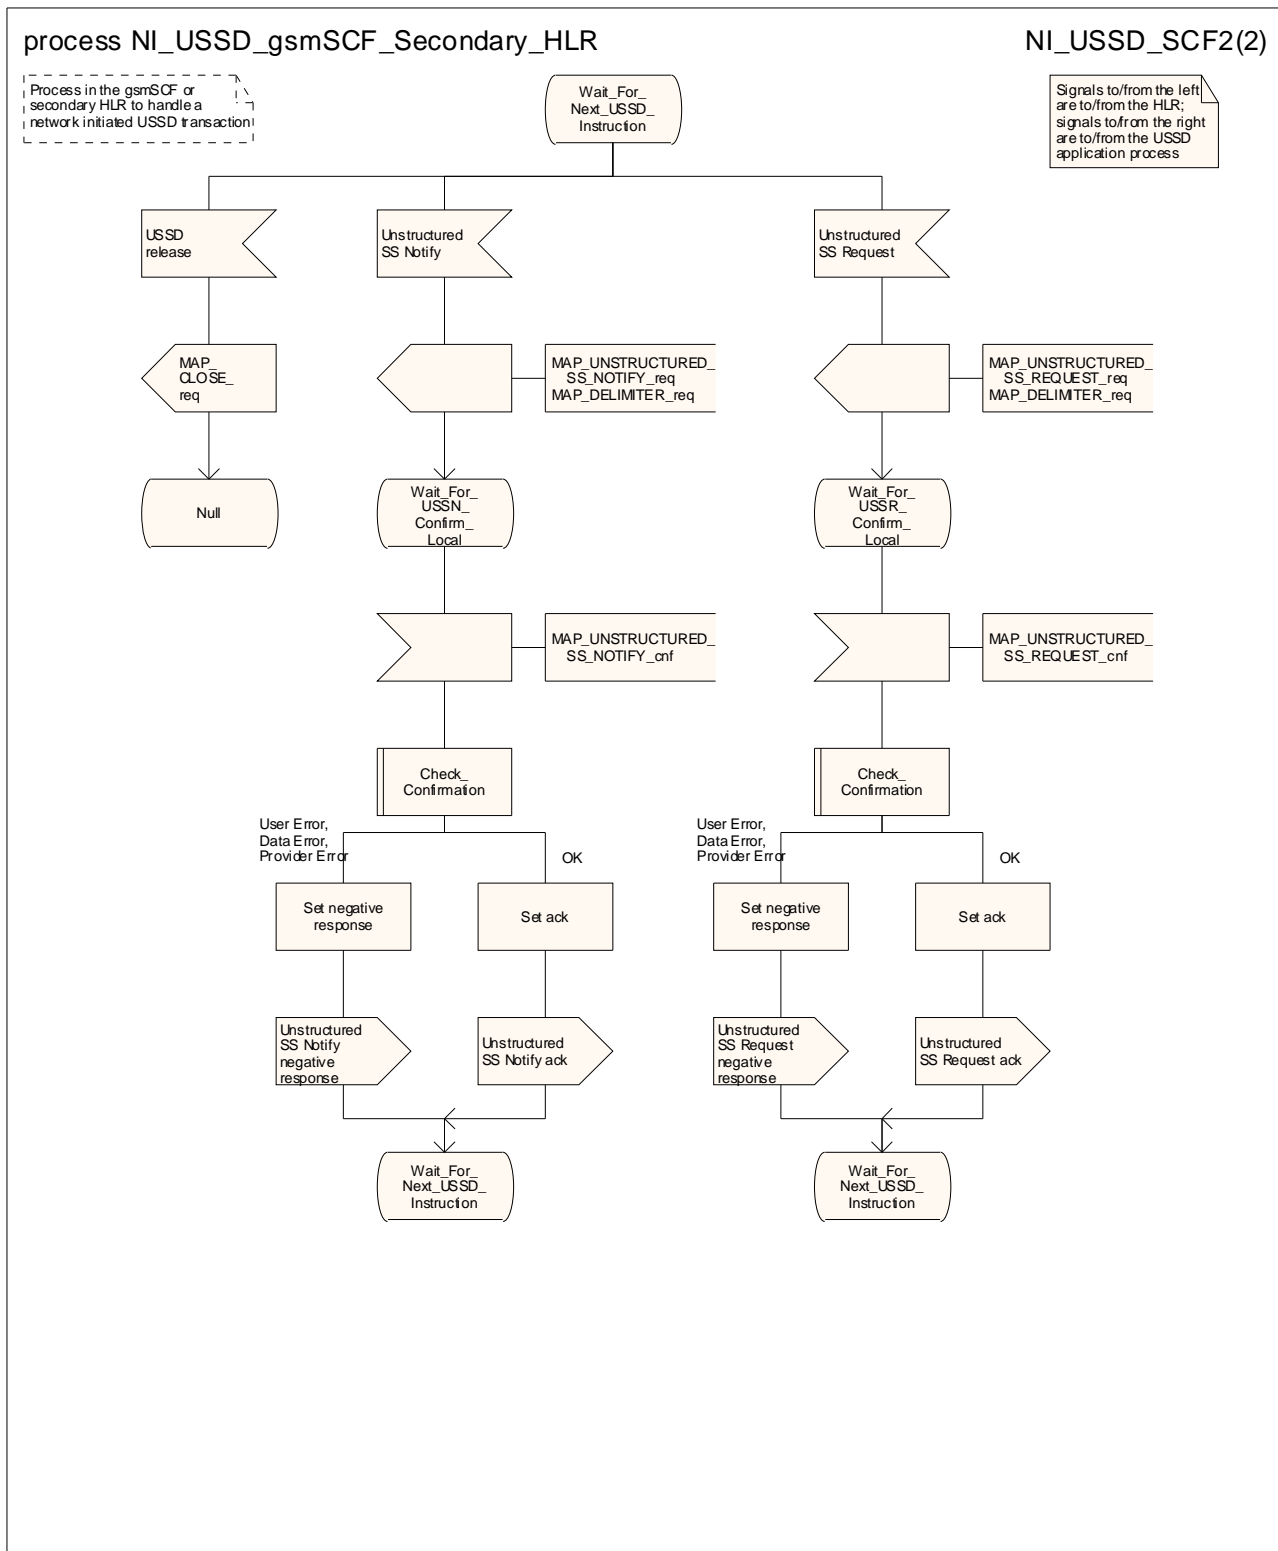 process NI_USSD_gsmSCF_Secondary_HLR
NI_USSD_SCF2(2)
Process in the gsmSCF or
secondary HLR to handle a
network initiated USSD transaction
Wait_For_
Next_USSD_
Instruction
Signals to/from the left
are to/from the HLR;
signals to/from the right
are to/from the USSD
application process
USSD
release
Unstructured
SS Notify
Unstructured
SS Request
MAP_
CLOSE_
req
MAP_UNSTRUCTURED_
SS_NOTIFY_req
MAP_DELIMITER_req
MAP_UNSTRUCTURED_
SS_REQUEST_req
MAP_DELIMITER_req
Null
Wait_For_
USSN_
Confirm_
Local
Wait_For_
USSR_
Confirm_
Local
MAP_UNSTRUCTURED_
SS_NOTIFY_cnf
MAP_UNSTRUCTURED_
SS_REQUEST_cnf
Check_
Confirmation
Check_
Confirmation
User Error,
Data Error,
Provider Error
OK
User Error,
Data Error,
Provider Error
OK
Set negative
response
Set ack
Set negative
response
Set ack
Unstructured
SS Notify
negative
response
Unstructured
SS Notify ack
Unstructured
SS Request
negative
response
Unstructured
SS Request ack
Wait_For_
Next_USSD_
Instruction
Wait_For_
Next_USSD_
Instruction